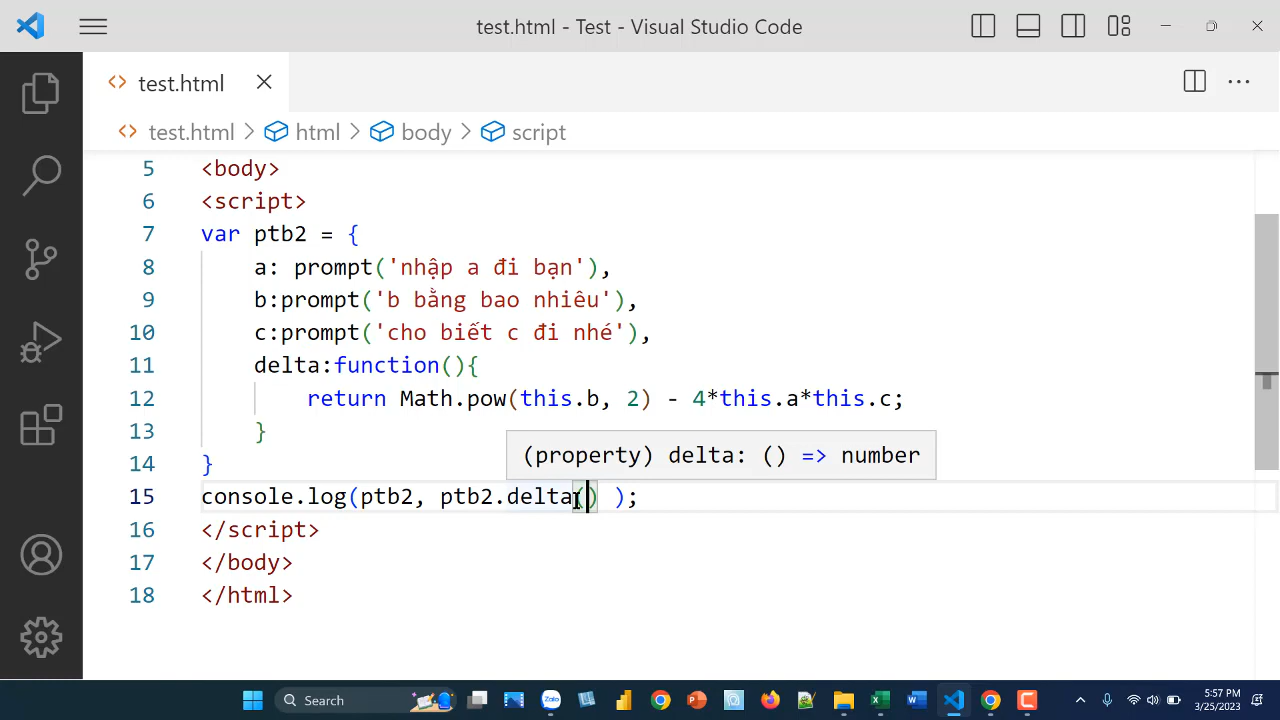 test.html - Test - Visual Studio Code
test.html
test.html > html > body > script
5 <body>
6 <script>
7 var ptb2 = {
8 a: prompt('nhập a đi bạn'),
9 b:prompt('b bằng bao nhiêu'),
10 c:prompt('cho biết c đi nhé'),
11 delta:function(){
12 return Math.pow(this.b, 2) - 4*this.a*this.c;
13 }
(property) delta: () => number
14 }
15 console.log(ptb2, ptb2.delta() );
16 </script>
17 </body>
18 </html>
Search
Zalo
5:57 PM
3/25/2023